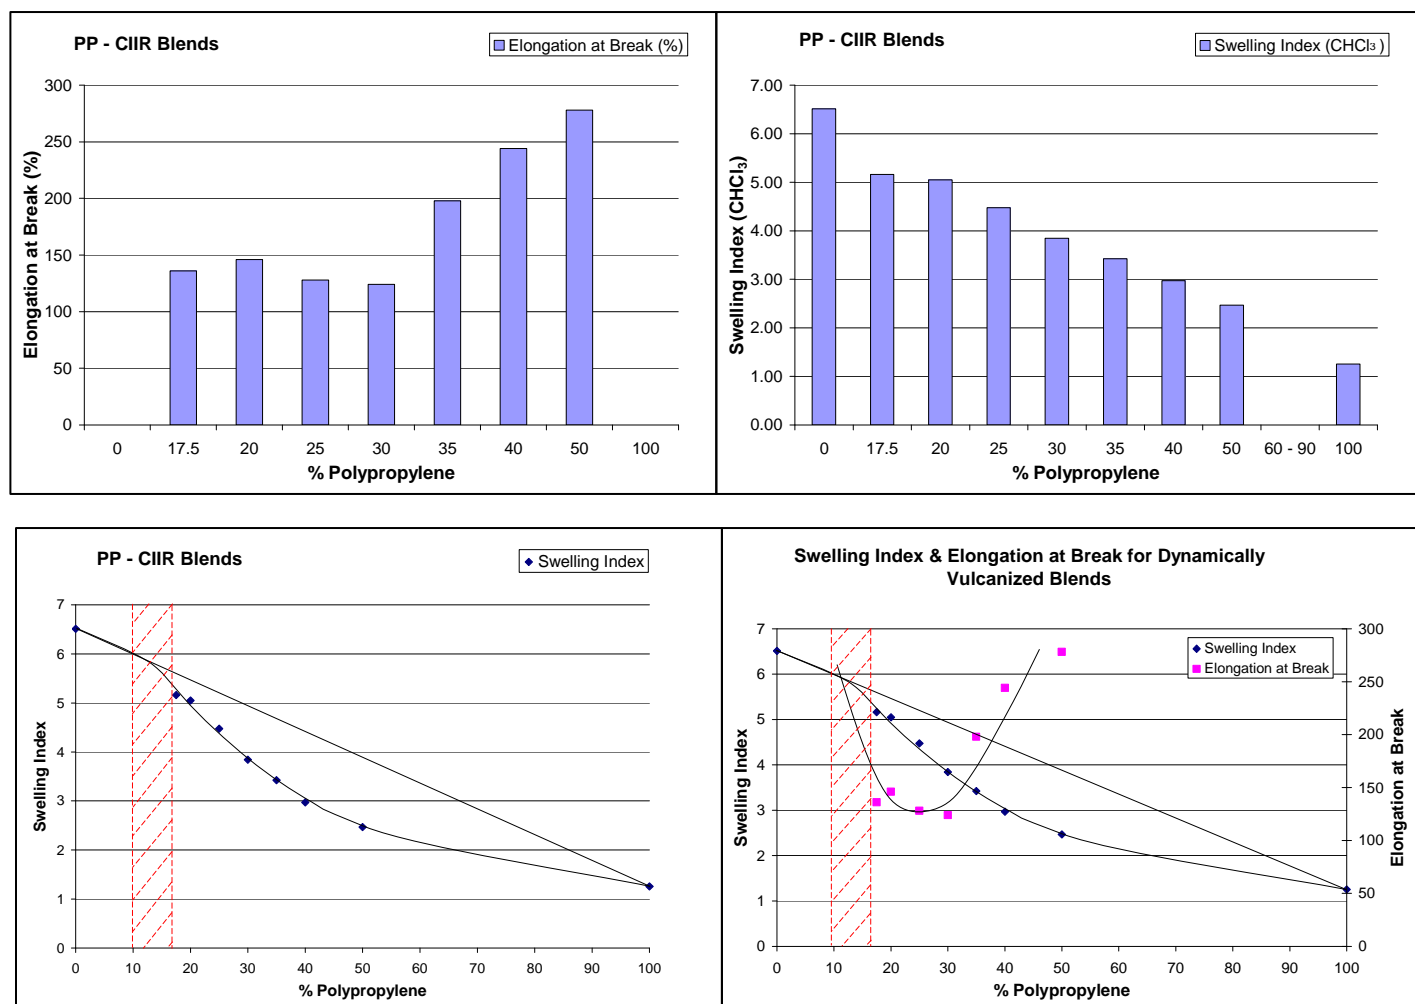 PP - CIIR Blends
Elongation at Break (%)
300
250
200
150
100
50
0
Elongation at Break (%)
0 17.5 20 25 30 35 40 50 100
% Polypropylene
PP - CIIR Blends
Swelling Index (CHCl3 )
7.00
6.00
5.00
4.00
3.00
2.00
1.00
0.00
Swelling Index (CHCl3)
0 17.5 20 25 30 35 40 50 60 - 90 100
% Polypropylene
PP - CIIR Blends
Swelling Index
7
6
5
4
3
2
1
0
Swelling Index
0 10 20 30 40 50 60 70 80 90 100
% Polypropylene
Swelling Index & Elongation at Break for Dynamically
Vulcanized Blends
Swelling Index
Elongation at Break
7
6
5
4
3
2
1
0
Swelling Index
300
250
200
150
100
50
0
Elongation at Break
0 10 20 30 40 50 60 70 80 90 100
% Polypropylene